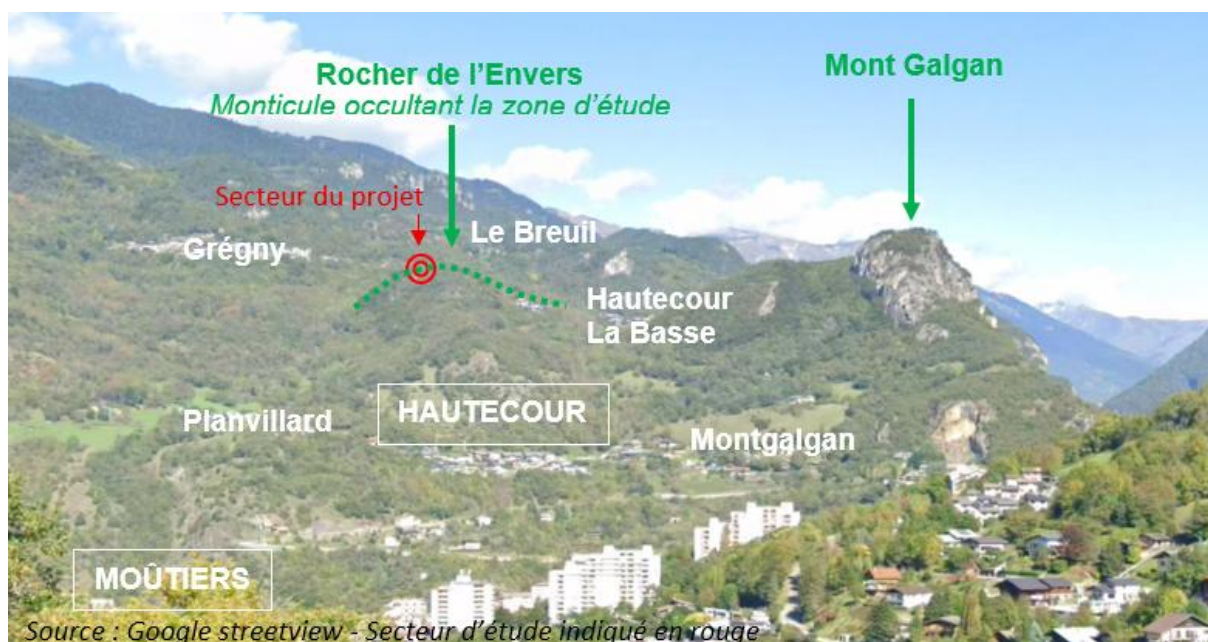 Rocher de l'Envers
Monticule occultant la zone d'étude
Mont Galgan
Secteur du projet
Le Breuil
Grégny
Hautecour
La Basse
Planvillard
HAUTECOUR
Montgalgan
MOÛTIERS
Source : Google streetview - Secteur d'étude indiqué en rouge